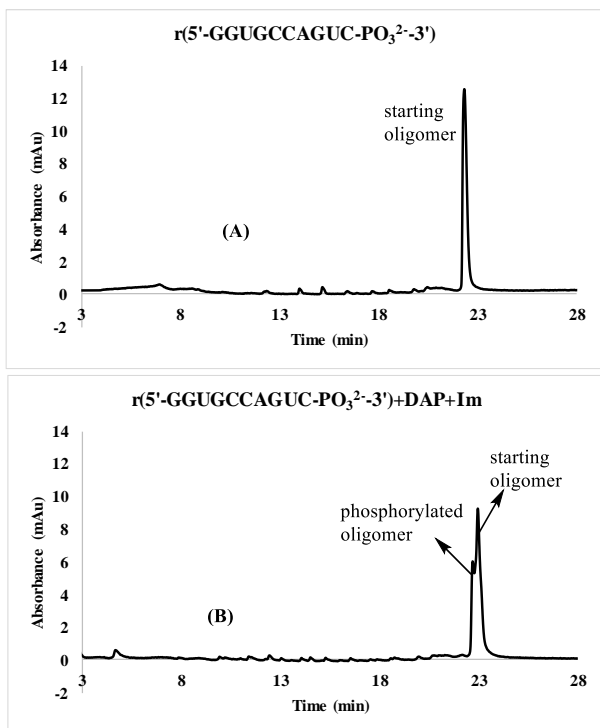 r(5'-GGUGCCAGUC-PO₃²⁻-3')
14
12
10
8
6
4
2
0
-2
Absorbance (mAu)
starting
oligomer
(A)
3 8 13 18 23 28
Time (min)
r(5'-GGUGCCAGUC-PO₃²⁻-3')+DAP+Im
14
12
10
8
6
4
2
0
-2
Absorbance (mAu)
starting
oligomer
phosphorylated
oligomer
(B)
3 8 13 18 23 28
Time (min)